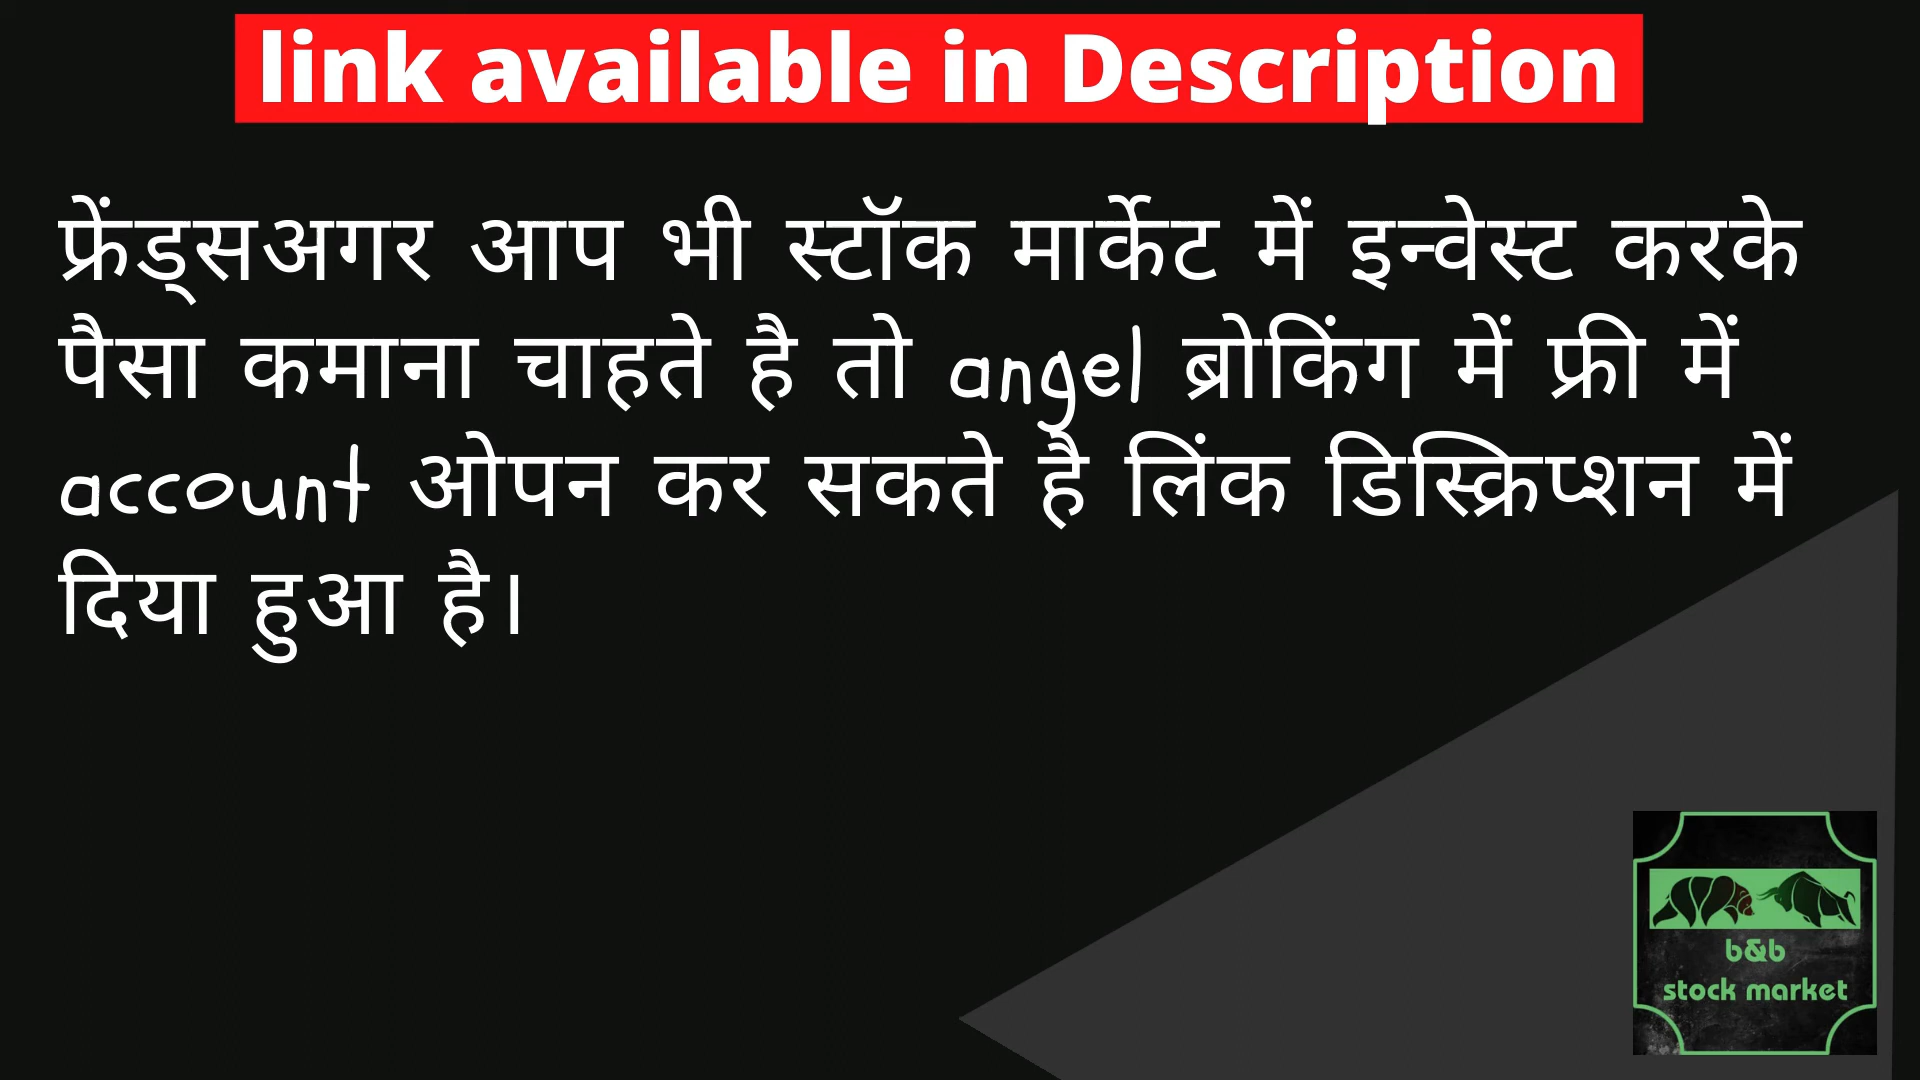 link available in Description
फ्रेंड्सअगर आप भी स्टॉक मार्केट में इन्वेस्ट करके
पैसा कमाना चाहते है तो angel ब्रोकिंग में फ्री में
account ओपन कर सकते है लिंक डिस्क्रिप्शन में
दिया हुआ है।
b&b
stock market